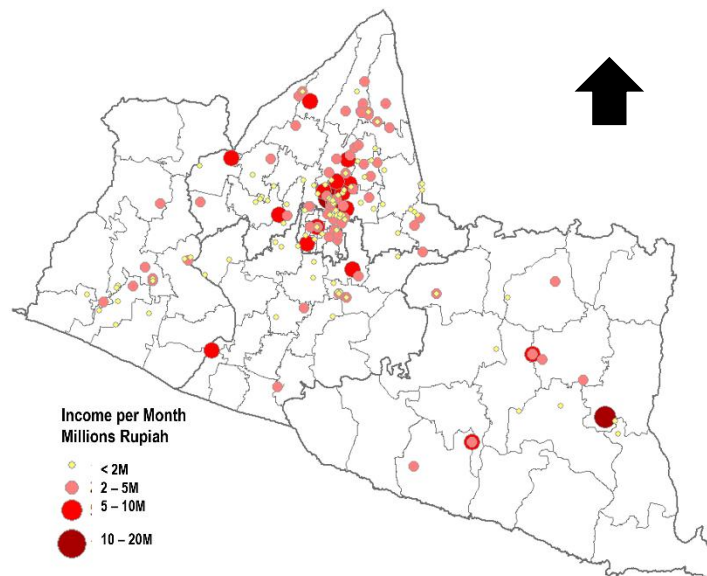 Income per Month
Millions Rupiah
< 2M
2 – 5M
5 – 10M
10 – 20M